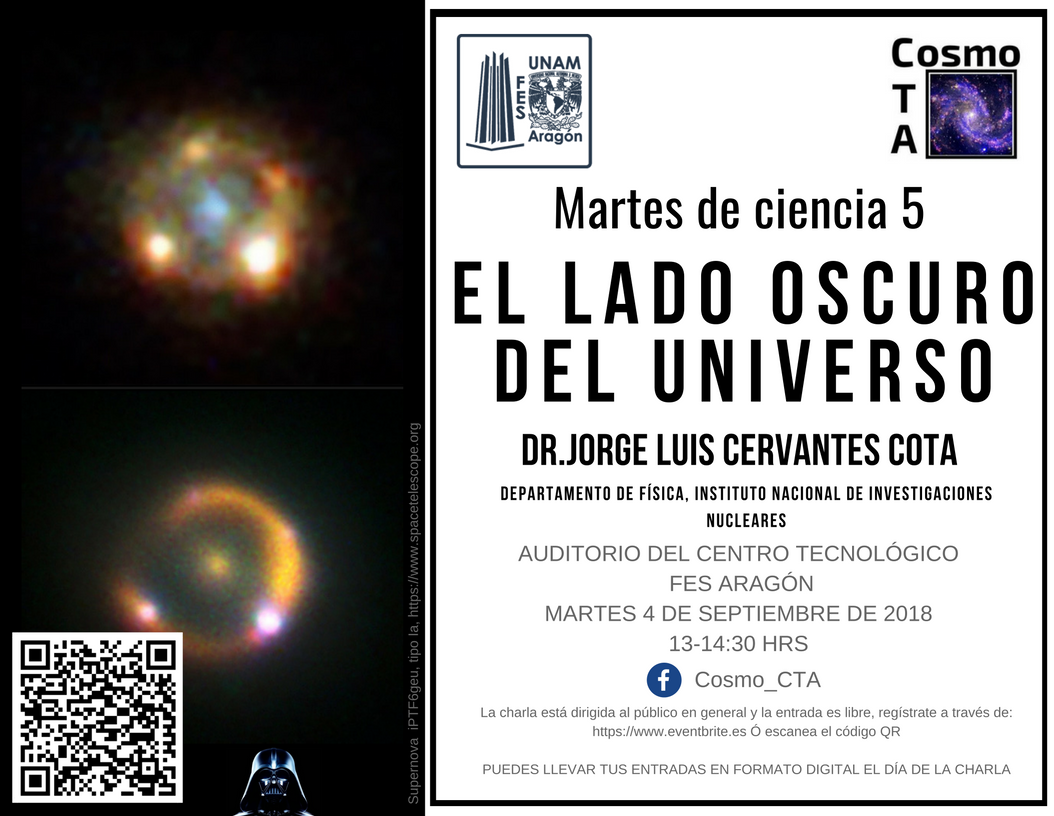 UNAM
FES
Aragón
Cosmo
T
A
Martes de ciencia 5
EL LADO OSCURO
DEL UNIVERSO
DR.JORGE LUIS CERVANTES COTA
DEPARTAMENTO DE FÍSICA, INSTITUTO NACIONAL DE INVESTIGACIONES
NUCLEARES
AUDITORIO DEL CENTRO TECNOLÓGICO
FES ARAGÓN
MARTES 4 DE SEPTIEMBRE DE 2018
13-14:30 HRS
Cosmo_CTA
La charla está dirigida al público en general y la entrada es libre, regístrate a través de:
https://www.eventbrite.es Ó escanea el código QR
PUEDES LLEVAR TUS ENTRADAS EN FORMATO DIGITAL EL DÍA DE LA CHARLA
Supernova iPTF6geu, tipo Ia, https://www.spacetelescope.org